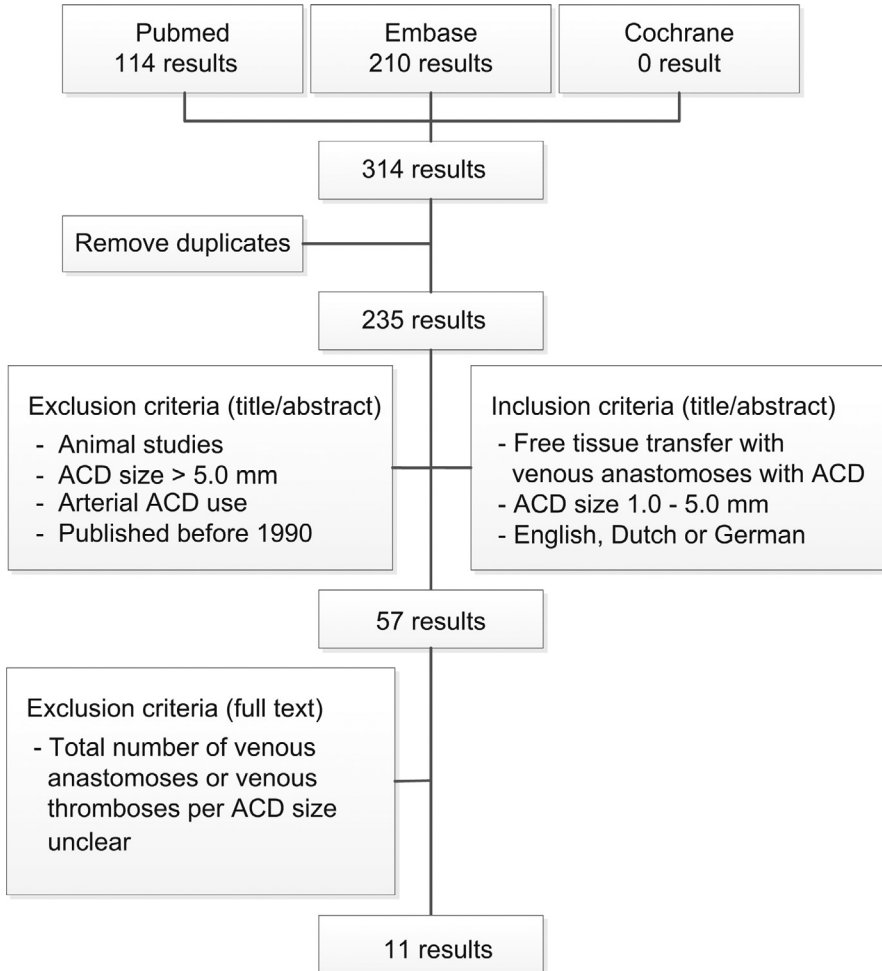 Pubmed
114 results
Embase
210 results
Cochrane
0 result
314 results
Remove duplicates
235 results
Exclusion criteria (title/abstract)
- Animal studies
- ACD size > 5.0 mm
- Arterial ACD use
- Published before 1990
Inclusion criteria (title/abstract)
- Free tissue transfer with
venous anastomoses with ACD
- ACD size 1.0 - 5.0 mm
- English, Dutch or German
57 results
Exclusion criteria (full text)
- Total number of venous
anastomoses or venous
thromboses per ACD size
unclear
11 results